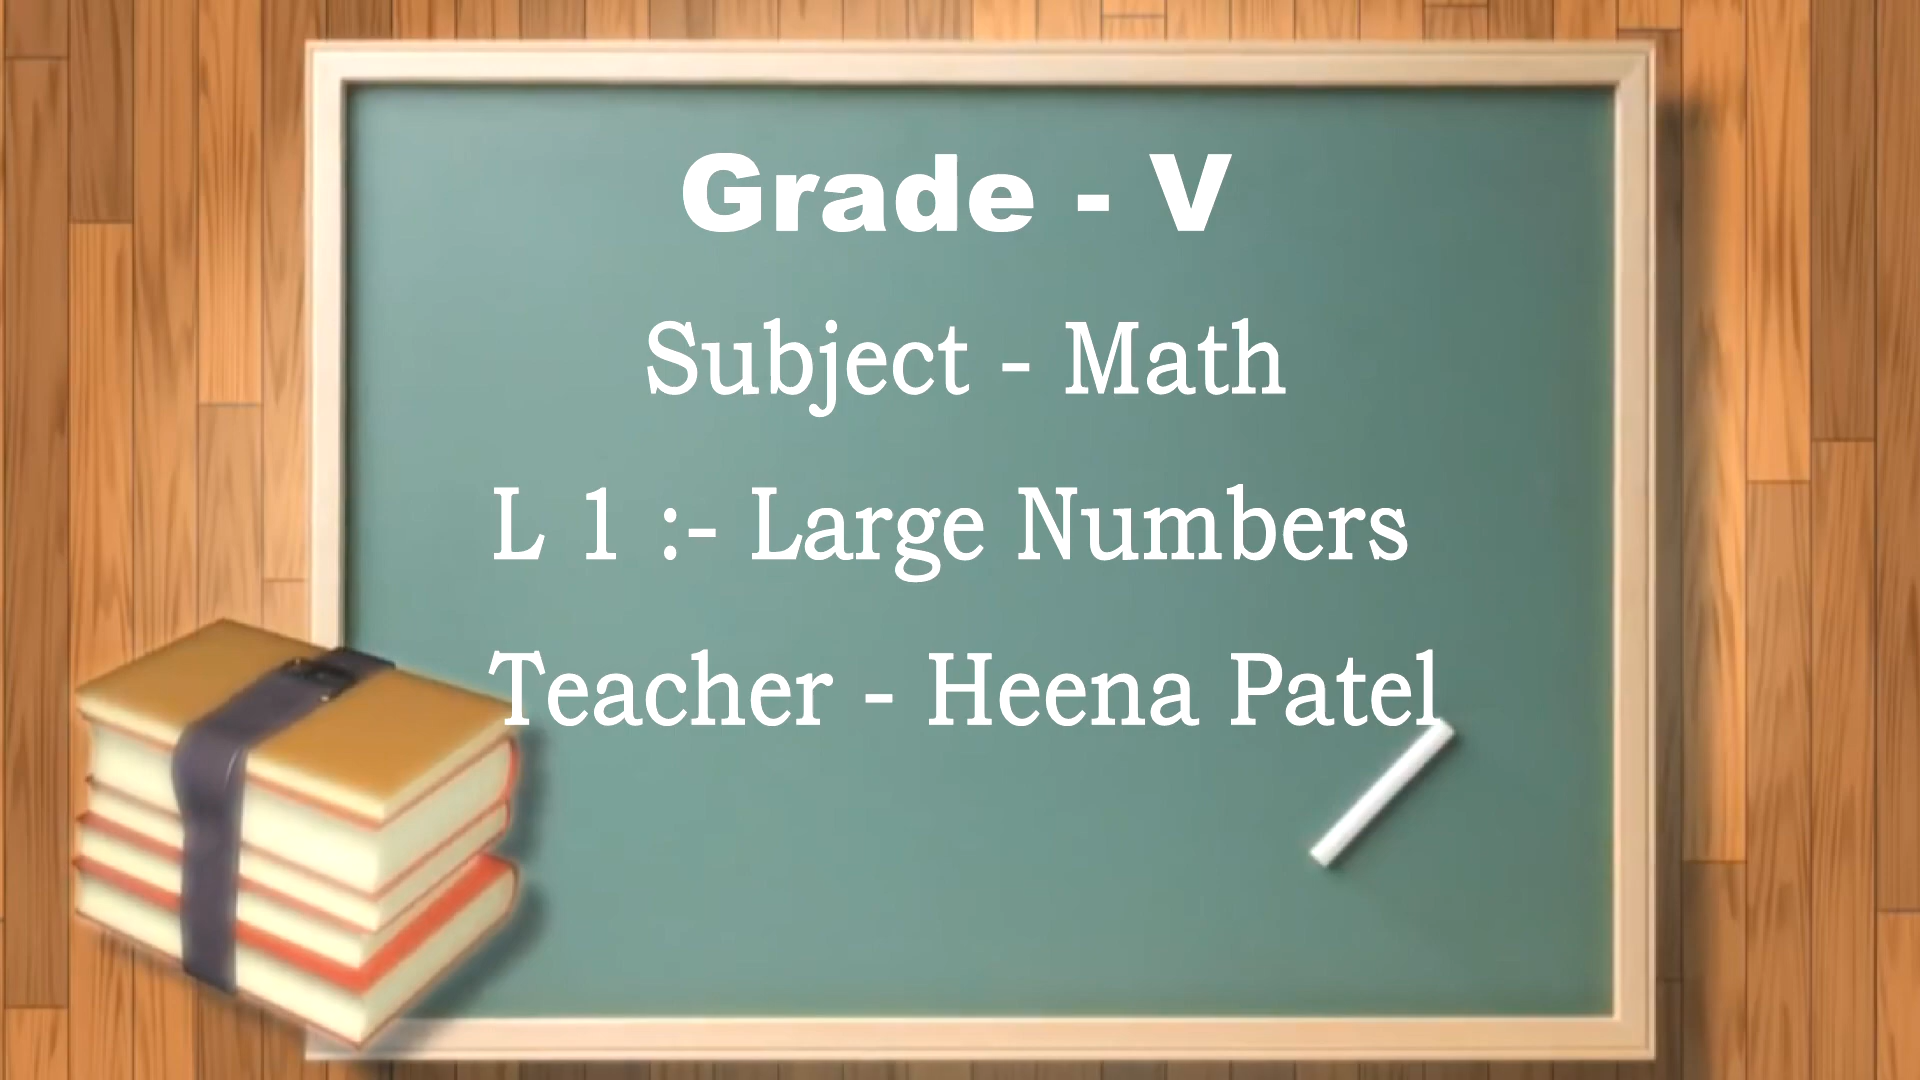 Grade - V
Subject - Math
L 1 :- Large Numbers
Teacher - Heena Patel